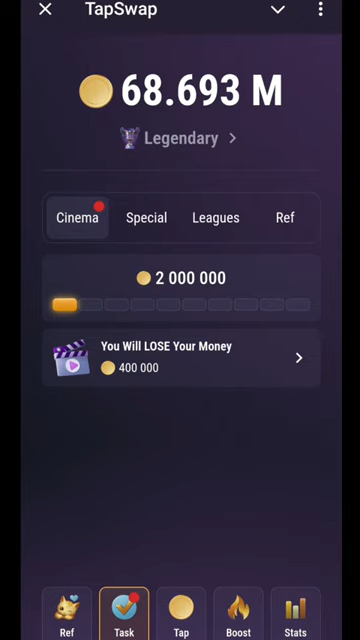 TapSwap
68.693 M
Legendary
Cinema Special Leagues Ref
2 000 000
You Will LOSE Your Money
400 000
Ref Task Tap Boost Stats